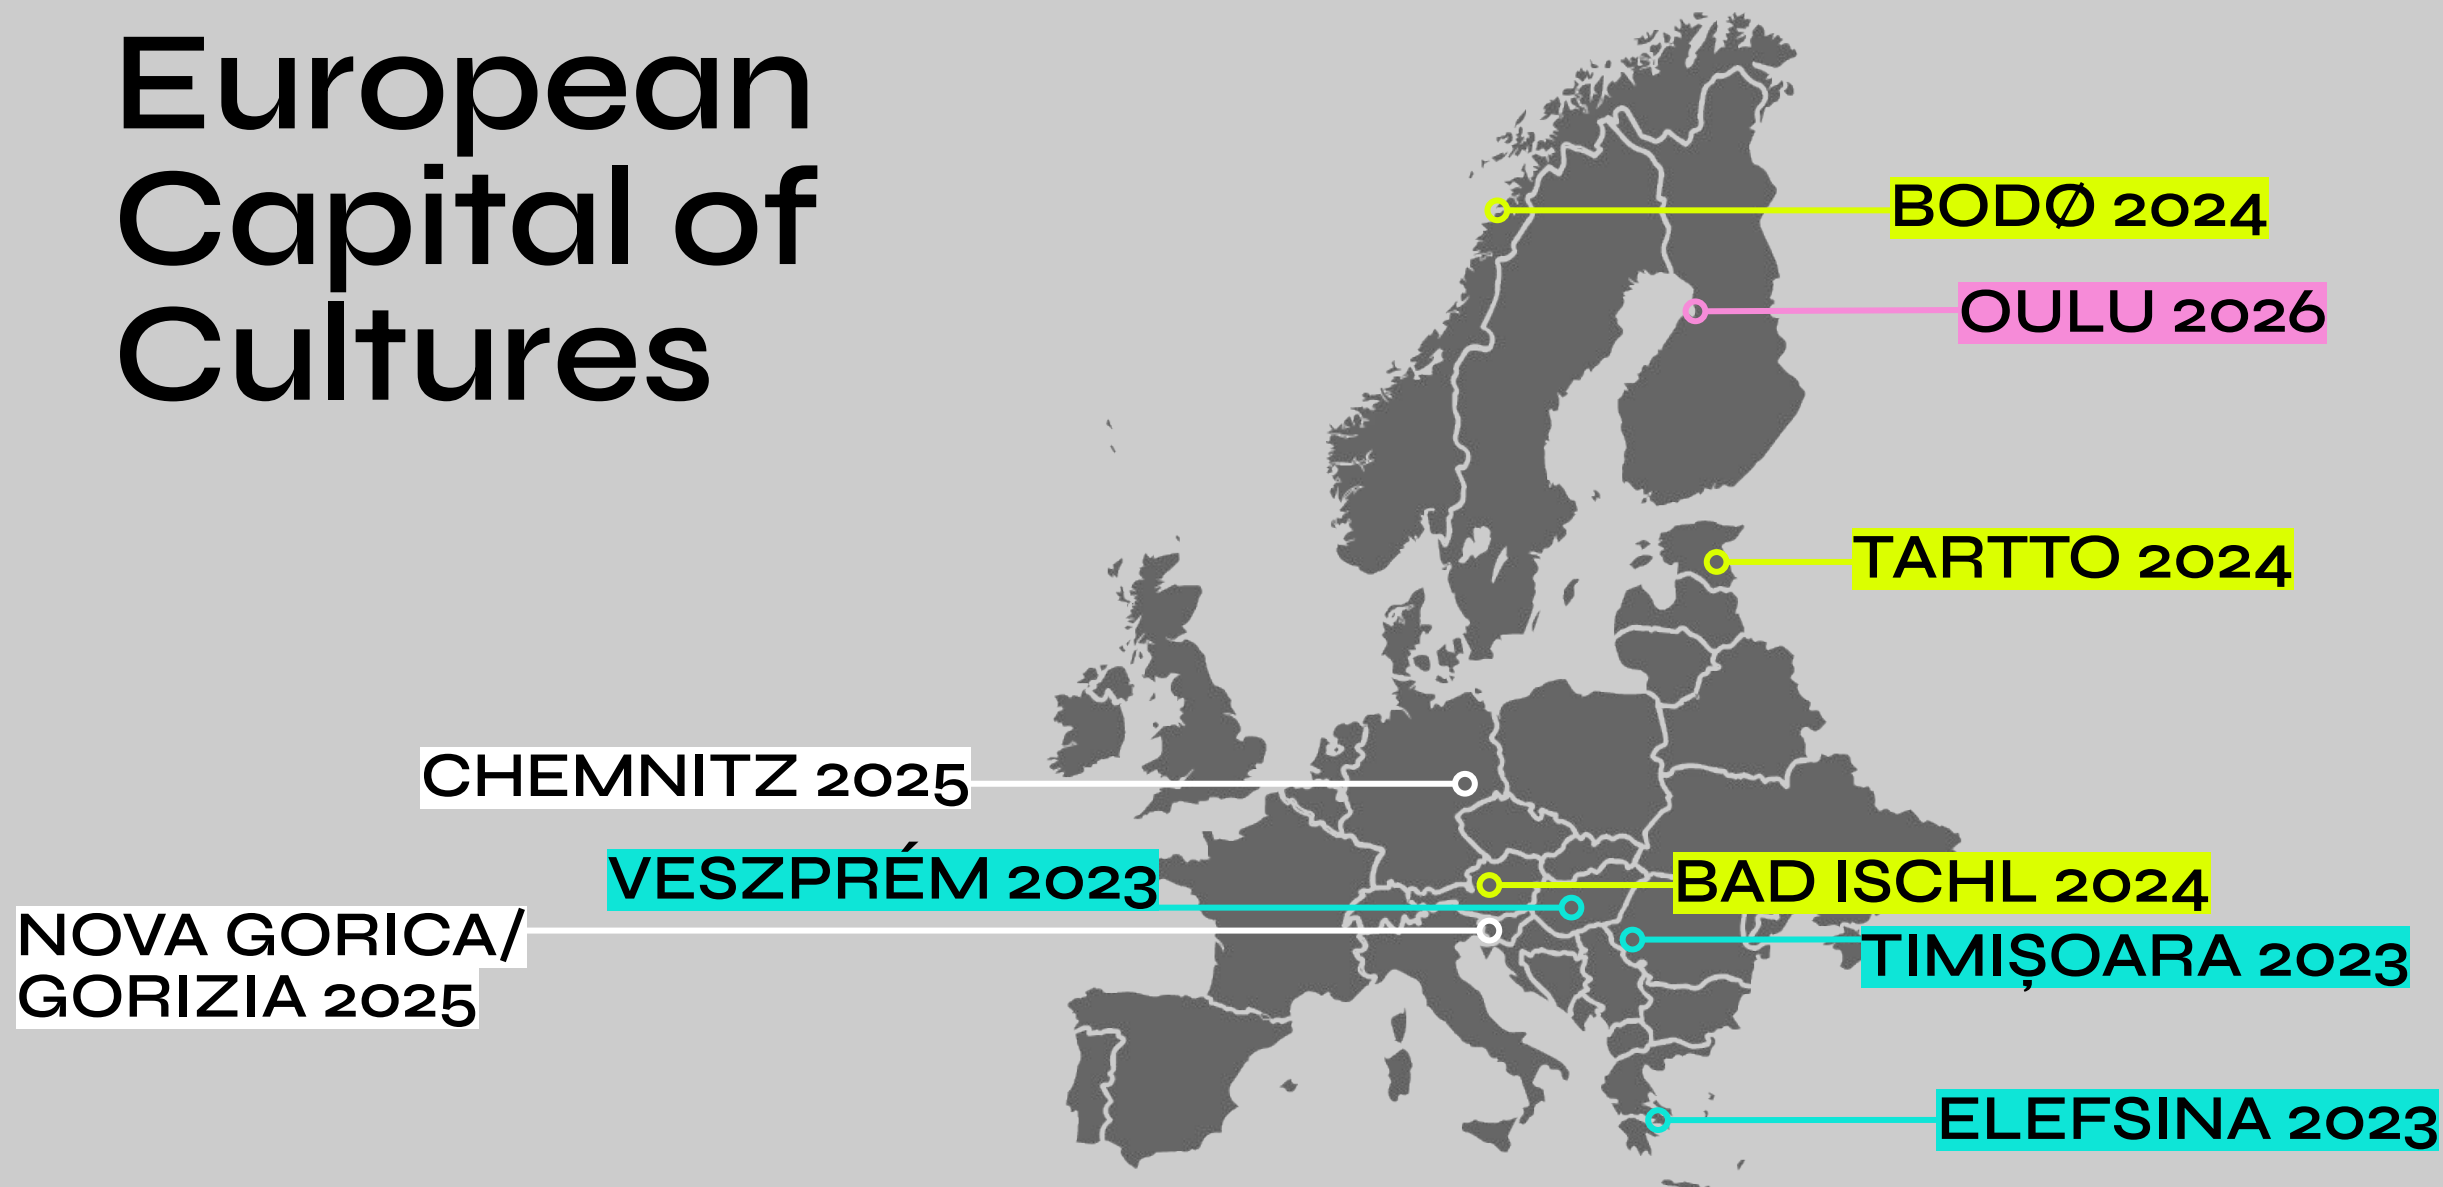 European
Capital of
Cultures
BODØ 2024
OULU 2026
TARTTO 2024
CHEMNITZ 2025
VESZPRÉM 2023
BAD ISCHL 2024
NOVA GORICA/
GORIZIA 2025
TIMIȘOARA 2023
ELEFSINA 2023